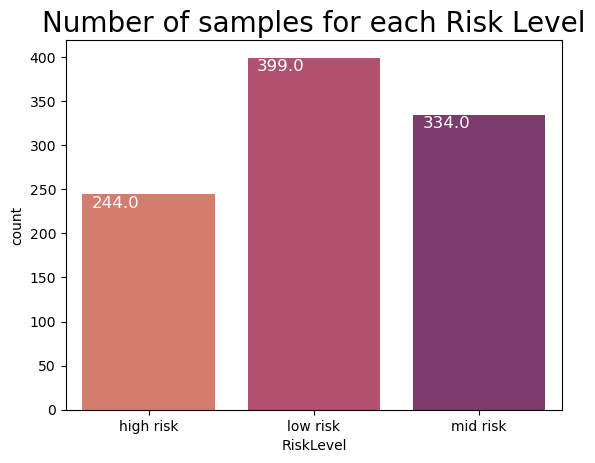 Number of samples for each Risk Level
400
350
300
250
200
150
100
50
0
count
244.0
399.0
334.0
high risk
low risk
mid risk
RiskLevel